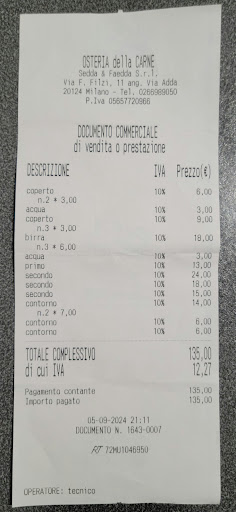 OSTERIA della CARNE
Sedda & Faedda S.r.l.
Via F. Filzi, 11 ang. Via Adda
20124 Milano - Tel. 0266989050
P.Iva 05657720966
DOCUMENTO COMMERCIALE
di vendita o prestazione
DESCRIZIONE IVA Prezzo(€)
coperto 10% 6,00
n.2 * 3,00
acqua 10% 3,00
coperto 10% 9,00
n.3 * 3,00
birra 10% 18,00
n.3 * 6,00
acqua 10% 3,00
primo 10% 13,00
secondo 10% 24,00
secondo 10% 18,00
secondo 10% 15,00
contorno 10% 14,00
n.2 * 7,00
contorno 10% 6,00
contorno 10% 6,00
TOTALE COMPLESSIVO 135,00
di cui IVA 12,27
Pagamento contante 135,00
Importo pagato 135,00
05-09-2024 21:11
DOCUMENTO N. 1643-0007
RT 72MU1046950
OPERATORE: tecnico